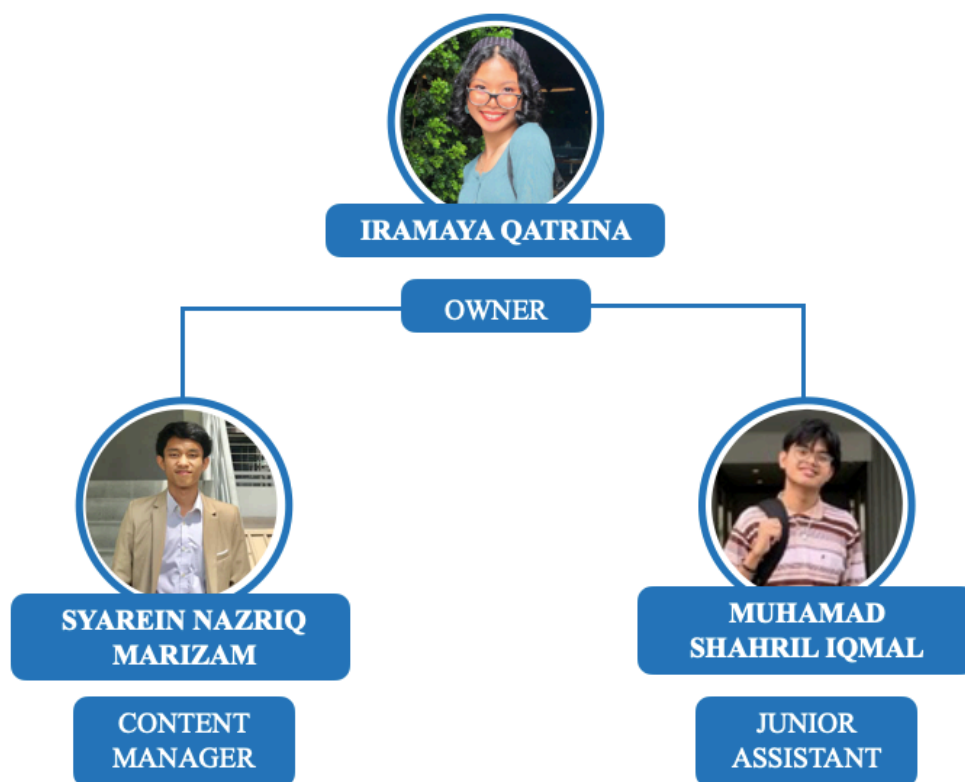 IRAMAYA QATRINA
OWNER
SYAREIN NAZRIQ
MARIZAM
CONTENT
MANAGER
MUHAMAD
SHAHRIL IQMAL
JUNIOR
ASSISTANT